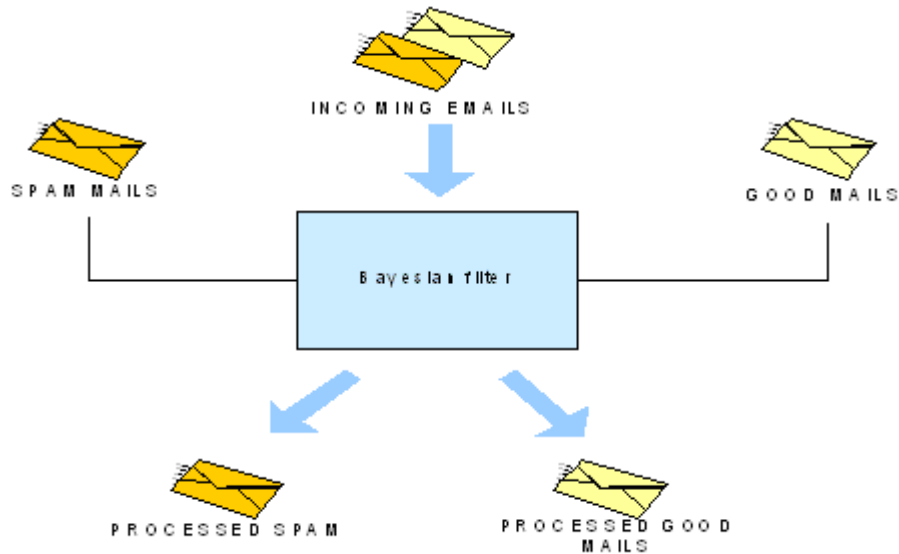 INCOMING EMAILS
SPAM MAILS
GOOD MAILS
Bayesian filter
PROCESSED SPAM
PROCESSED GOOD
MAILS